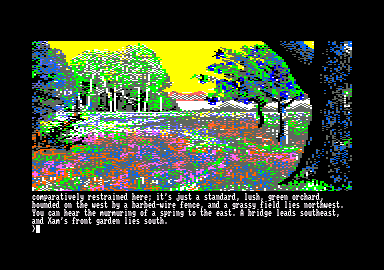 comparatively restrained here; it's just a standard, lush, green orchard,
bounded on the west by a barbed-wire fence, and a grassy field lies northwest.
You can hear the murmuring of a spring to the east. A bridge leads southeast,
and Xam's front garden lies south.
>